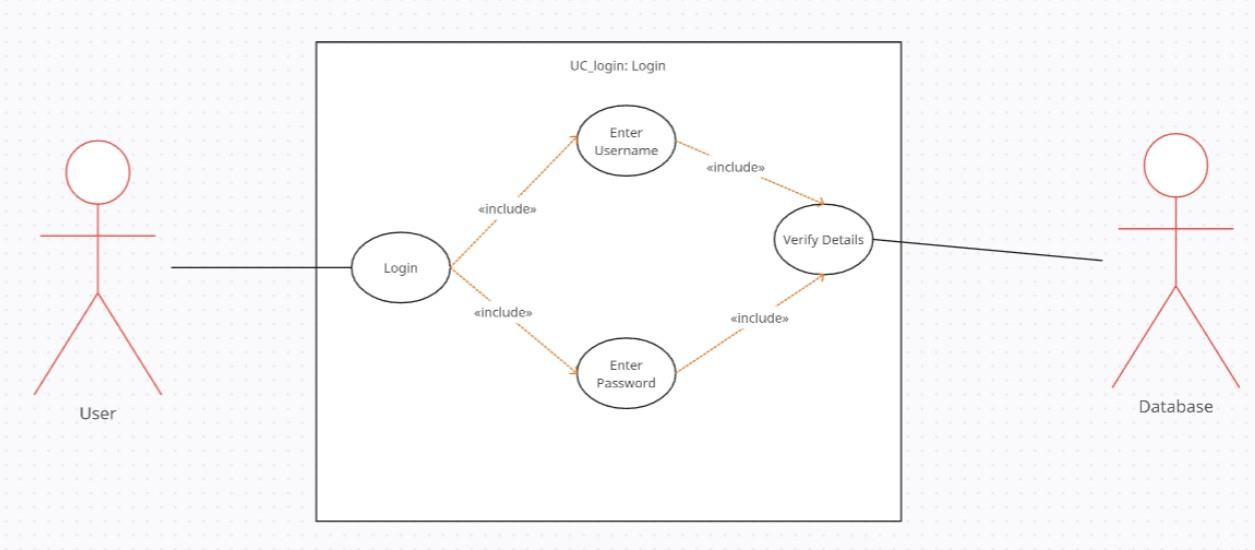 UC_login: Login
Enter
Username
«include»
«include»
Verify Details
Login
«include»
«include»
Enter
Password
User
Database